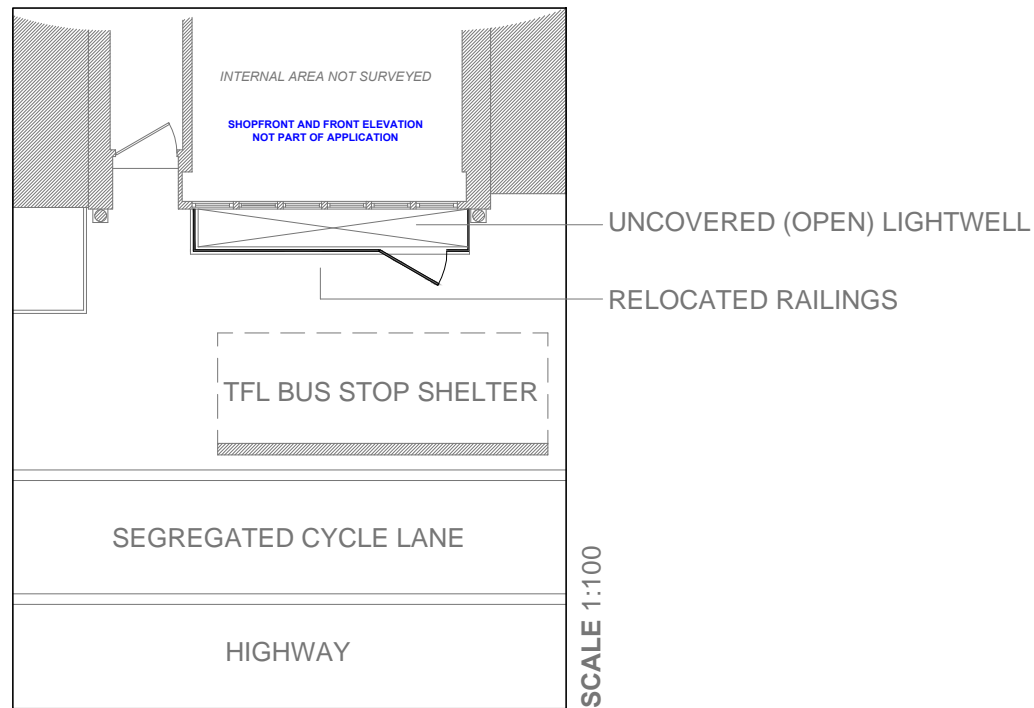 INTERNAL AREA NOT SURVEYED
SHOPFRONT AND FRONT ELEVATION
NOT PART OF APPLICATION
UNCOVERED (OPEN) LIGHTWELL
RELOCATED RAILINGS
TFL BUS STOP SHELTER
SEGREGATED CYCLE LANE
HIGHWAY
SCALE 1:100